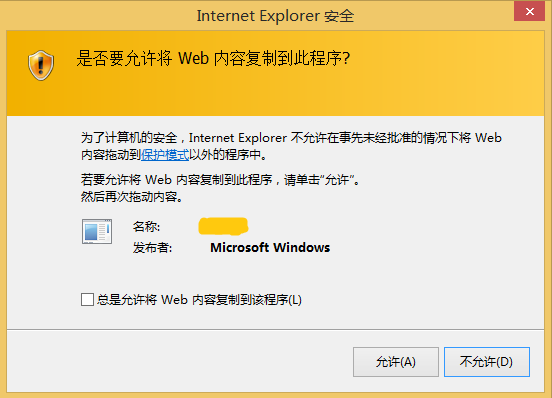 Internet Explorer 安全
是否要允许将 Web 内容复制到此程序?
为了计算机的安全，Internet Explorer 不允许在事先未经批准的情况下将 Web
内容拖动到保护模式以外的程序中。
若要允许将 Web 内容复制到此程序，请单击“允许”。
然后再次拖动内容。
名称:
发布者: Microsoft Windows
总是允许将 Web 内容复制到该程序(L)
允许(A) 不允许(D)